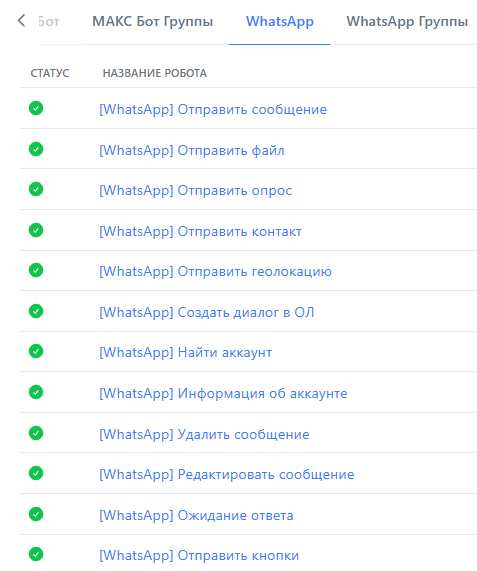 Бот МАКС Бот Группы WhatsApp WhatsApp Группы
СТАТУС НАЗВАНИЕ РОБОТА
[WhatsApp] Отправить сообщение
[WhatsApp] Отправить файл
[WhatsApp] Отправить опрос
[WhatsApp] Отправить контакт
[WhatsApp] Отправить геолокацию
[WhatsApp] Создать диалог в ОЛ
[WhatsApp] Найти аккаунт
[WhatsApp] Информация об аккаунте
[WhatsApp] Удалить сообщение
[WhatsApp] Редактировать сообщение
[WhatsApp] Ожидание ответа
[WhatsApp] Отправить кнопки